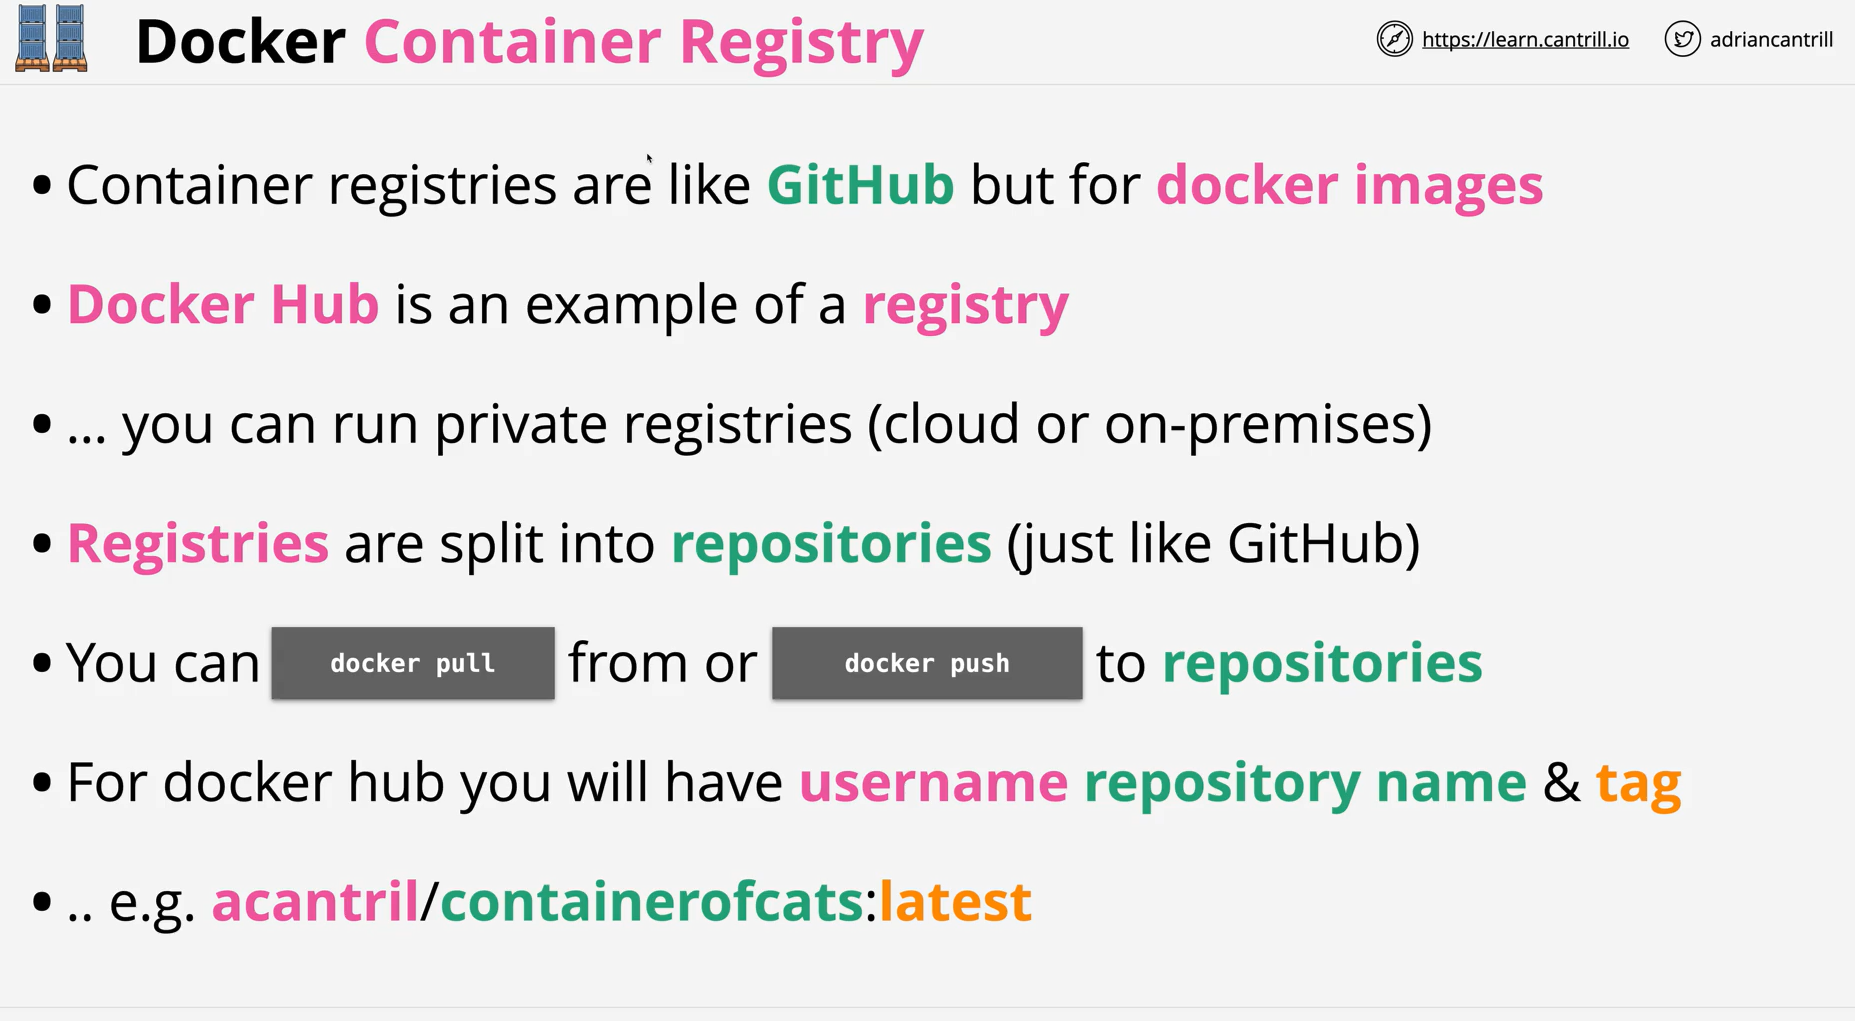 Docker Container Registry
https://learn.cantrill.io
adriancantrill
• Container registries are like GitHub but for docker images
• Docker Hub is an example of a registry
• ... you can run private registries (cloud or on-premises)
• Registries are split into repositories (just like GitHub)
• You can docker pull from or docker push to repositories
• For docker hub you will have username repository name & tag
• .. e.g. acantril/containerofcats:latest